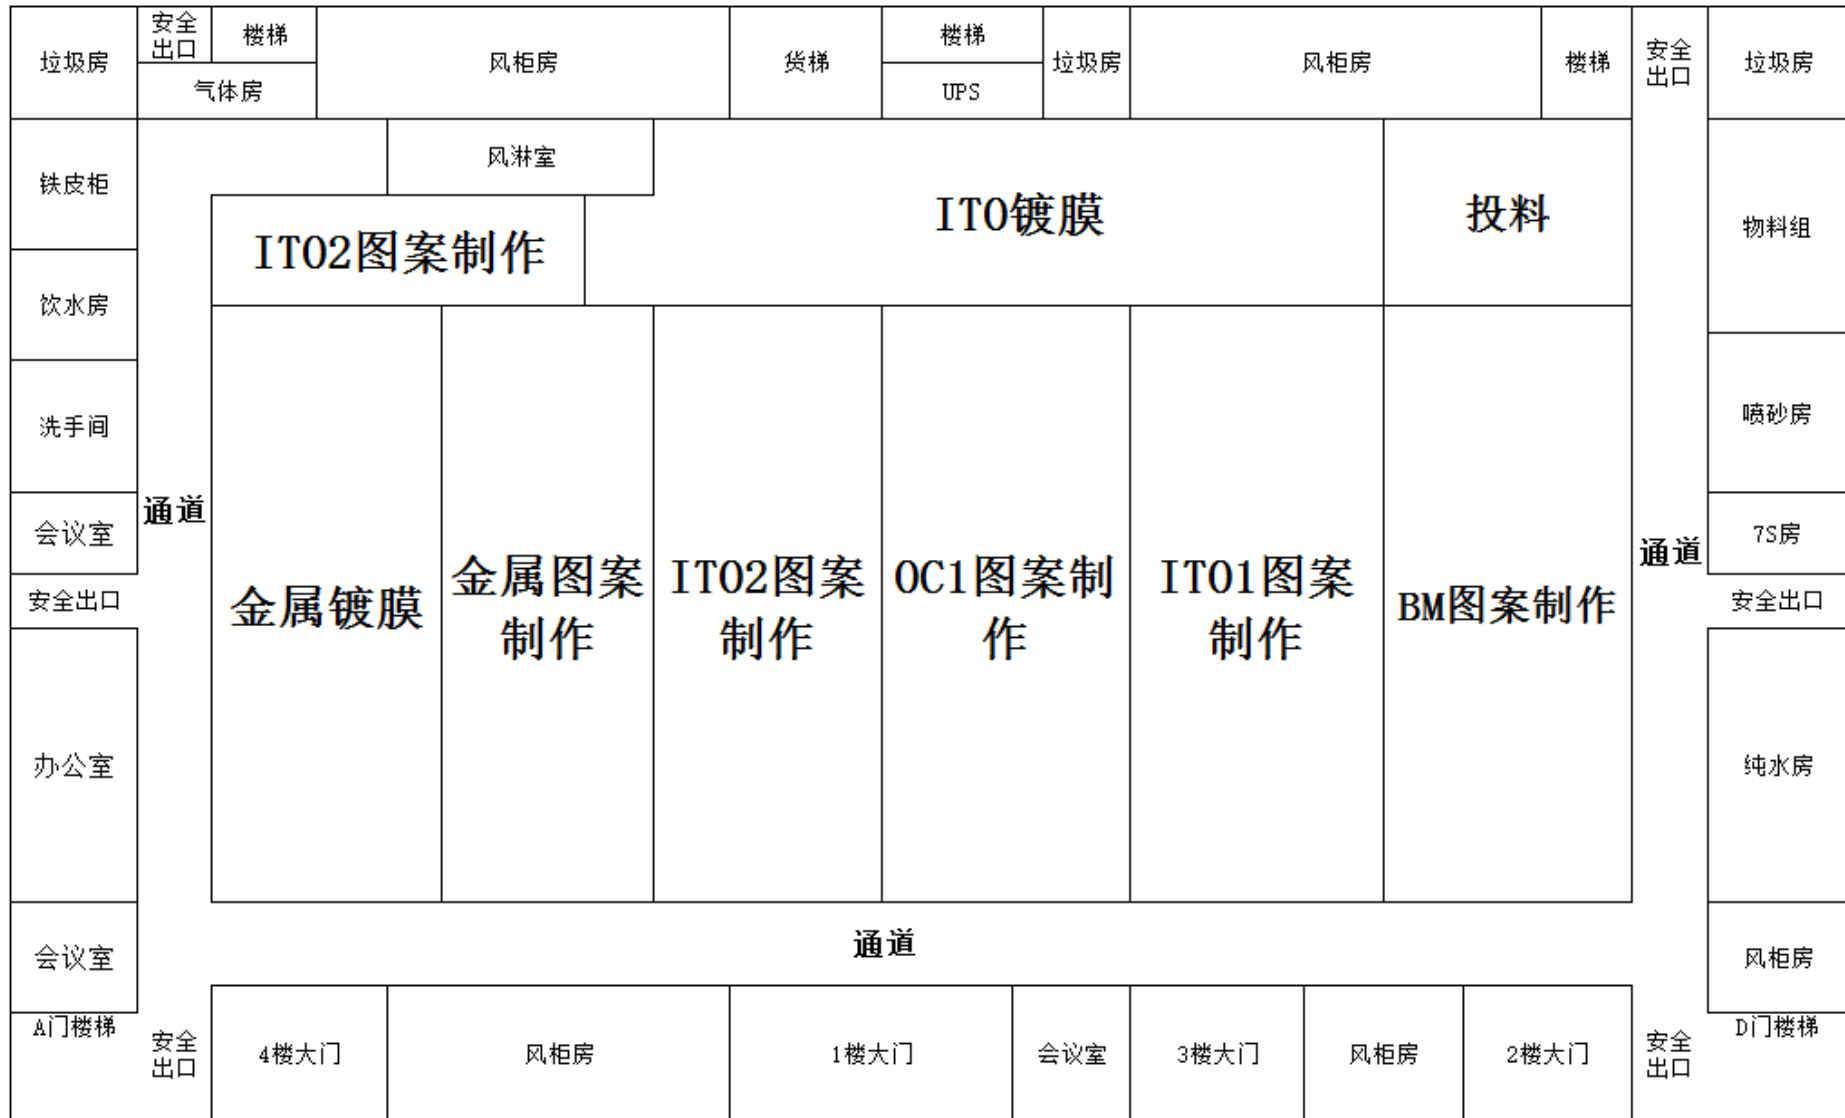 垃圾房
安全
出口
楼梯
气体房
风柜房
货梯
楼梯
UPS
垃圾房
风柜房
楼梯
安全
出口
垃圾房
铁皮柜
风淋室
ITO2图案制作
ITO镀膜
投料
物料组
饮水房
洗手间
喷砂房
会议室
通道
7S房
通道
安全出口
安全出口
金属镀膜
金属图案
制作
ITO2图案
制作
OC1图案制
作
ITO1图案
制作
BM图案制作
办公室
纯水房
会议室
通道
风柜房
A门楼梯
安全
出口
4楼大门
风柜房
1楼大门
会议室
3楼大门
风柜房
2楼大门
安全
出口
D门楼梯